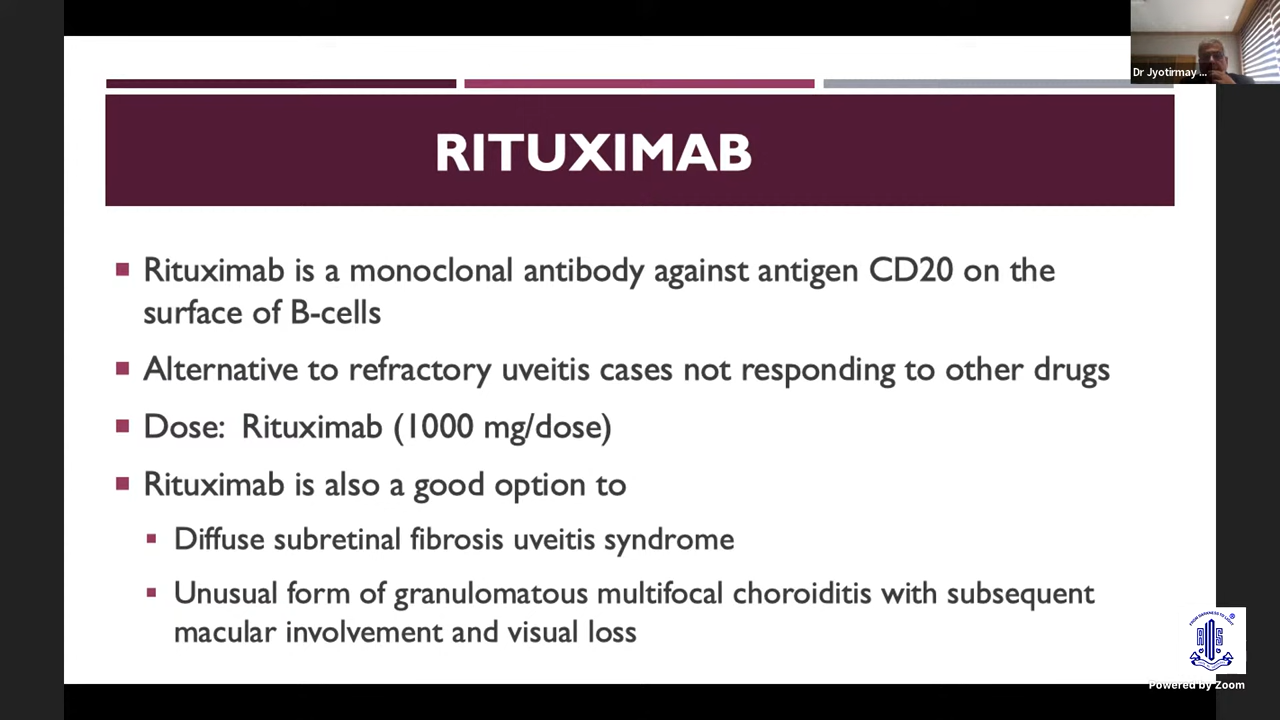 Dr Jyotirmay ...
RITUXIMAB
Rituximab is a monoclonal antibody against antigen CD20 on the
surface of B-cells
Alternative to refractory uveitis cases not responding to other drugs
Dose: Rituximab (1000 mg/dose)
Rituximab is also a good option to
Diffuse subretinal fibrosis uveitis syndrome
Unusual form of granulomatous multifocal choroiditis with subsequent
macular involvement and visual loss
Powered by Zoom